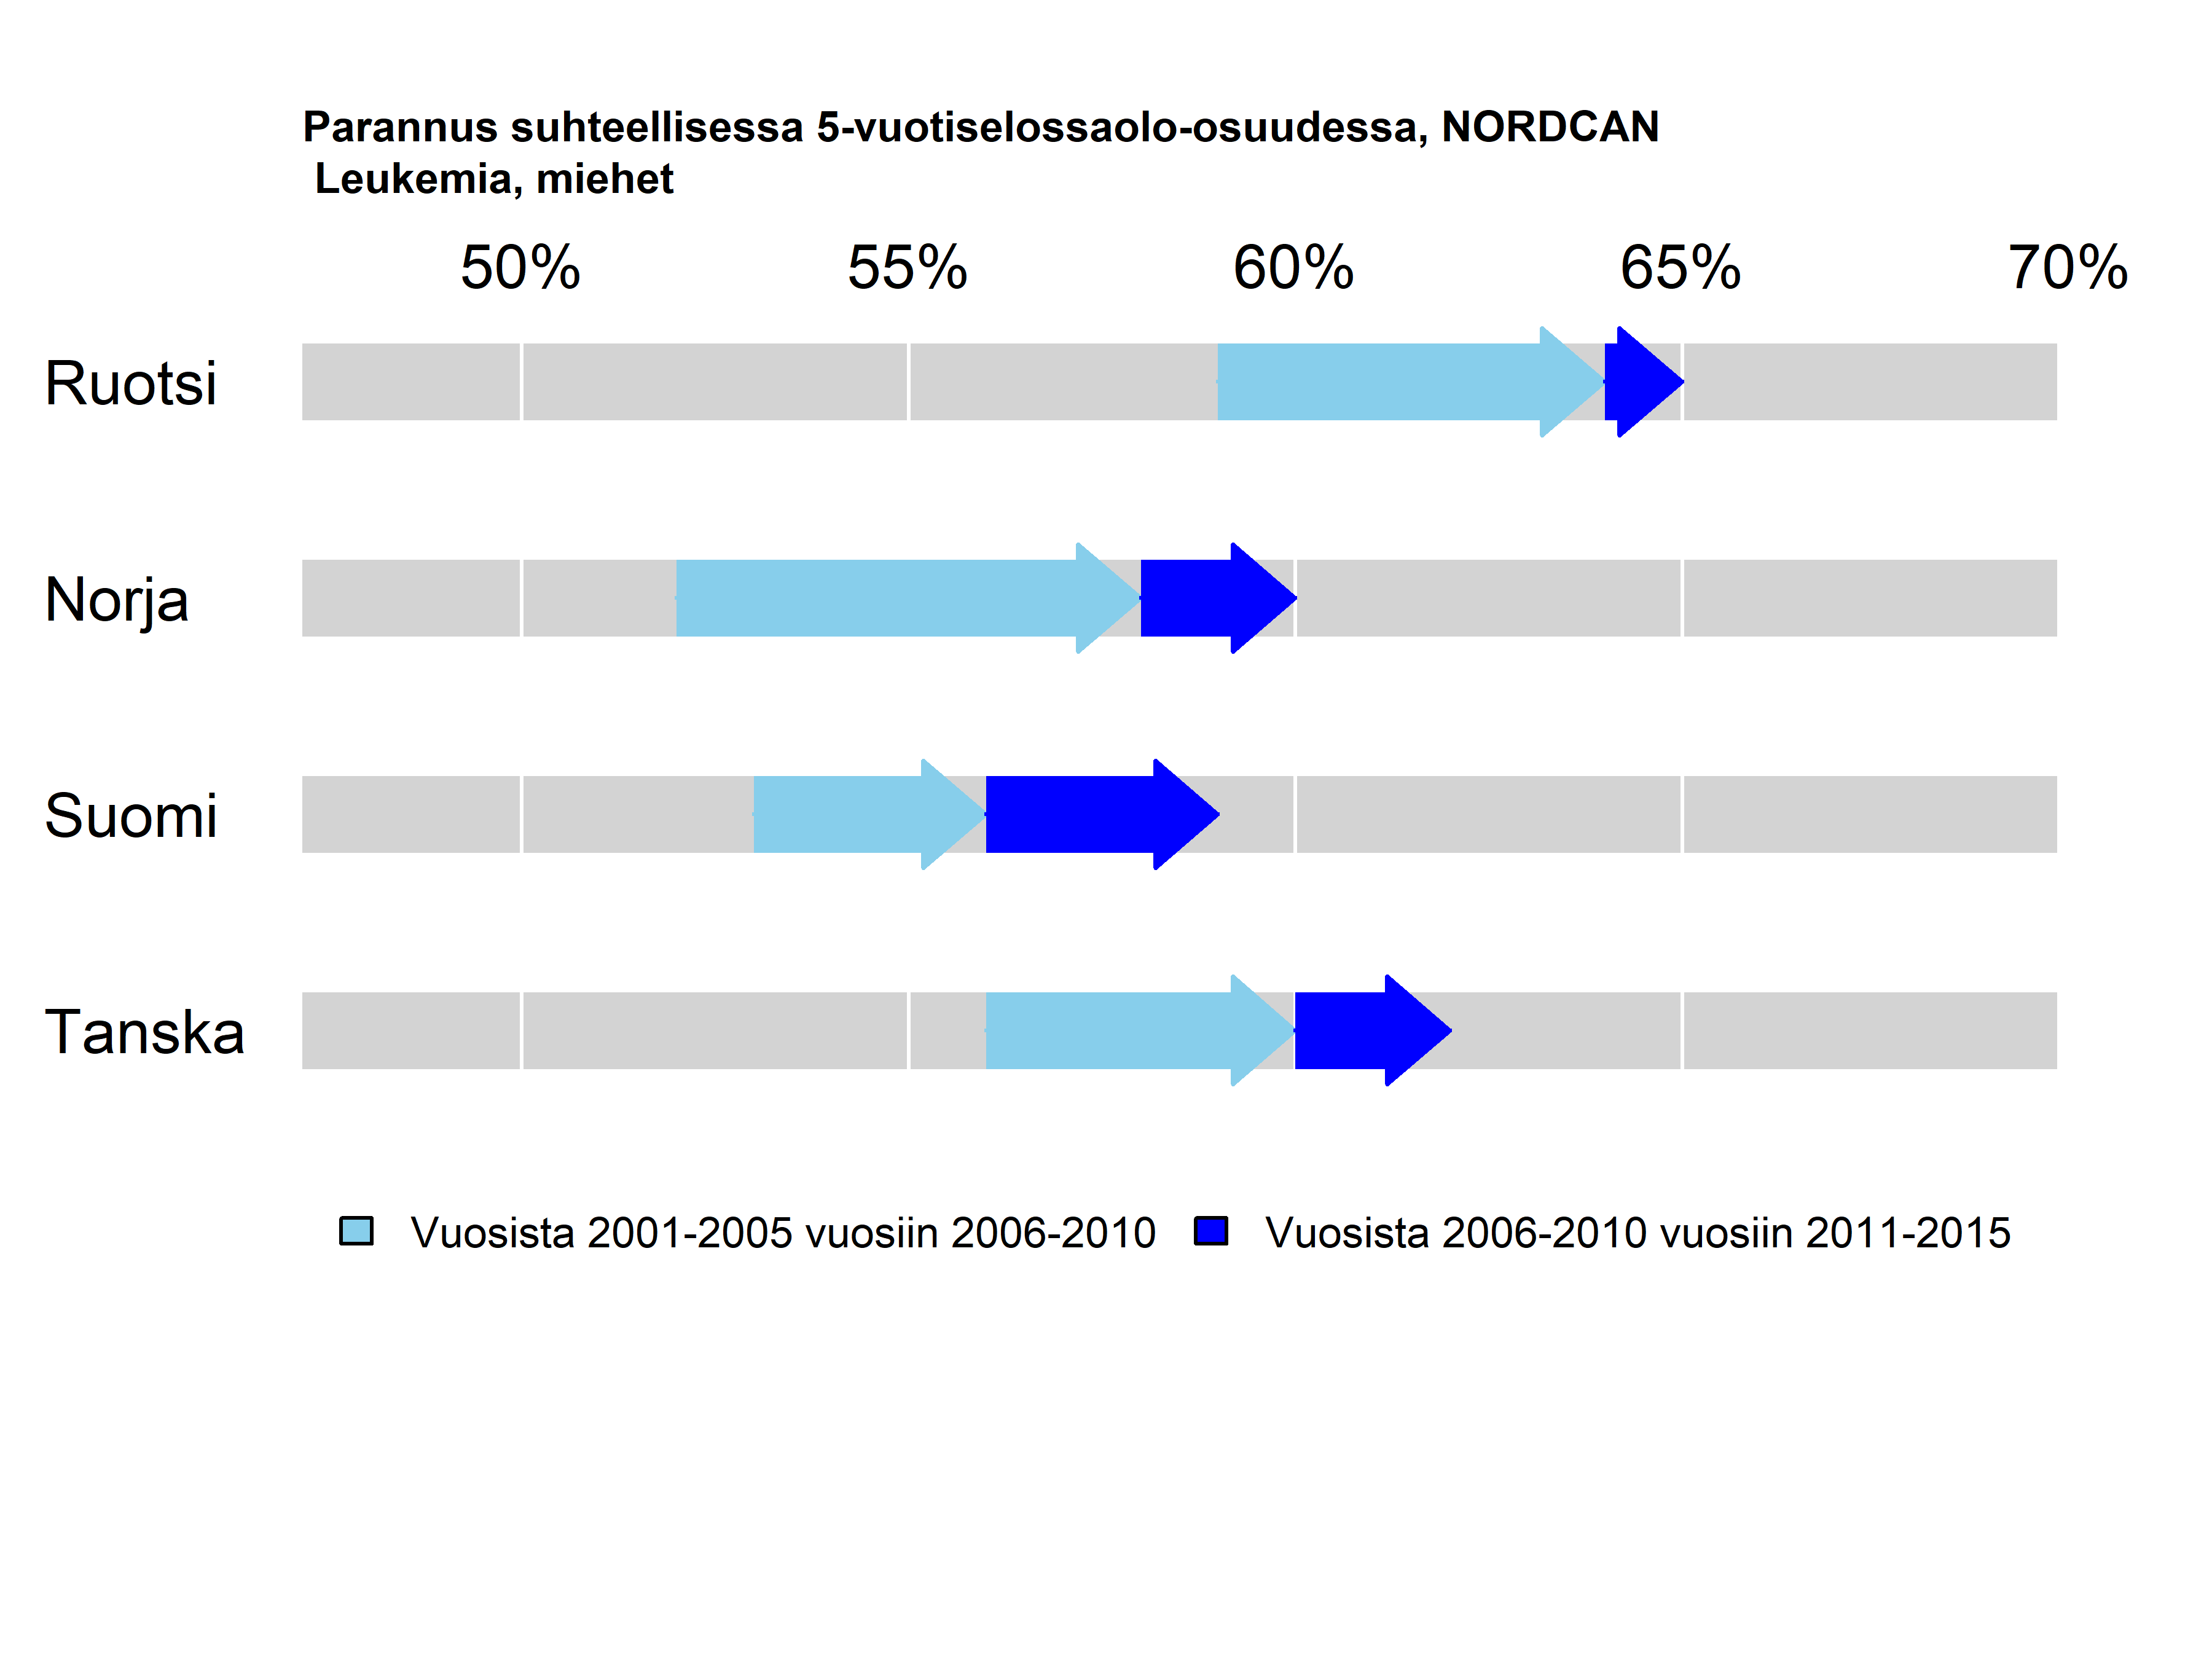 Parannus suhteellisessa 5-vuotiselossaolo-osuudessa, NORDCAN
Leukemia, miehet
50% 55% 60% 65% 70%
Ruotsi
Norja
Suomi
Tanska
Vuosista 2001-2005 vuosiin 2006-2010 Vuosista 2006-2010 vuosiin 2011-2015